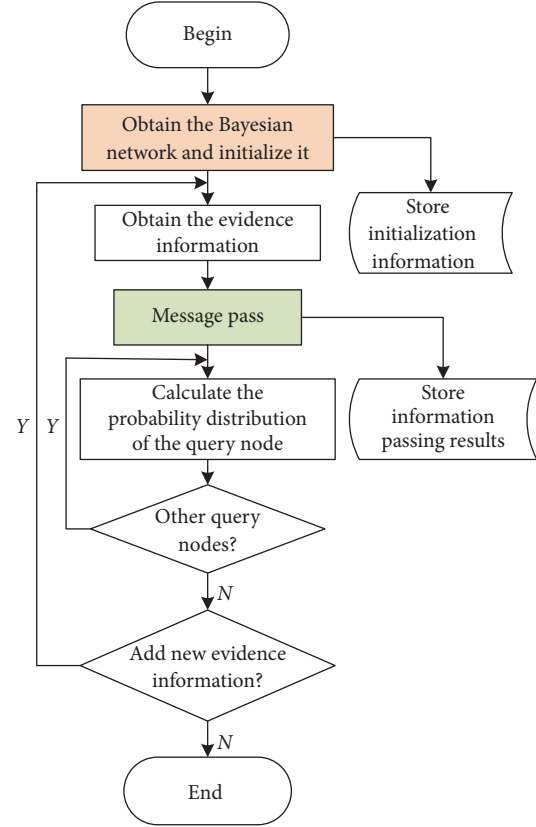 Begin
Obtain the Bayesian
network and initialize it
Store
initialization
information
Obtain the evidence
information
Message pass
Store
information
passing results
Calculate the
probability distribution
of the query node
Y
Y
Other query
nodes?
N
Add new evidence
information?
N
End